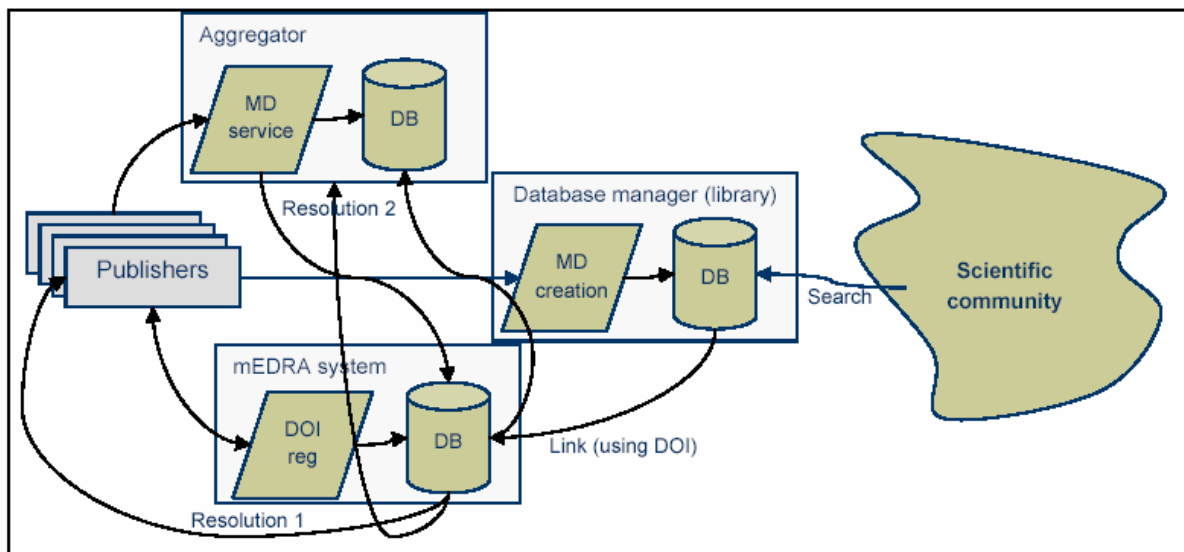 Aggregator
MD
service
DB
Resolution 2
Database manager (library)
MD
creation
DB
Search
Scientific
community
Publishers
mEDRA system
DOI
reg
DB
Link (using DOI)
Resolution 1